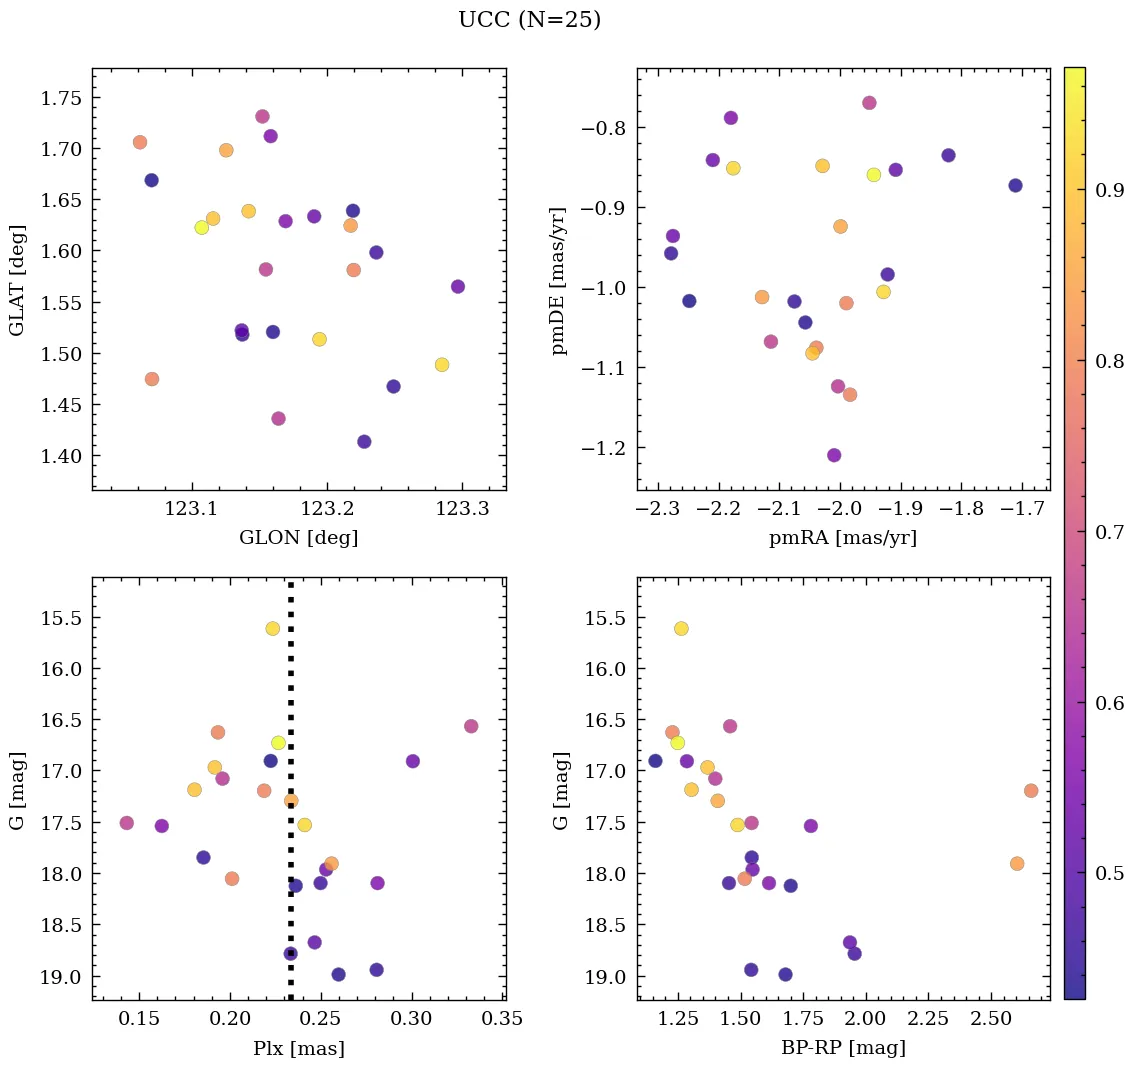 UCC (N=25)
1.75
1.70
1.65
1.60
1.55
1.50
1.45
1.40
GLAT [deg]
123.1 123.2 123.3
GLON [deg]
−0.8
−0.9
−1.0
−1.1
−1.2
pmDE [mas/yr]
−2.3 −2.2 −2.1 −2.0 −1.9 −1.8 −1.7
pmRA [mas/yr]
15.5
16.0
16.5
17.0
17.5
18.0
18.5
19.0
G [mag]
0.15 0.20 0.25 0.30 0.35
Plx [mas]
15.5
16.0
16.5
17.0
17.5
18.0
18.5
19.0
G [mag]
1.25 1.50 1.75 2.00 2.25 2.50
BP-RP [mag]
0.9
0.8
0.7
0.6
0.5